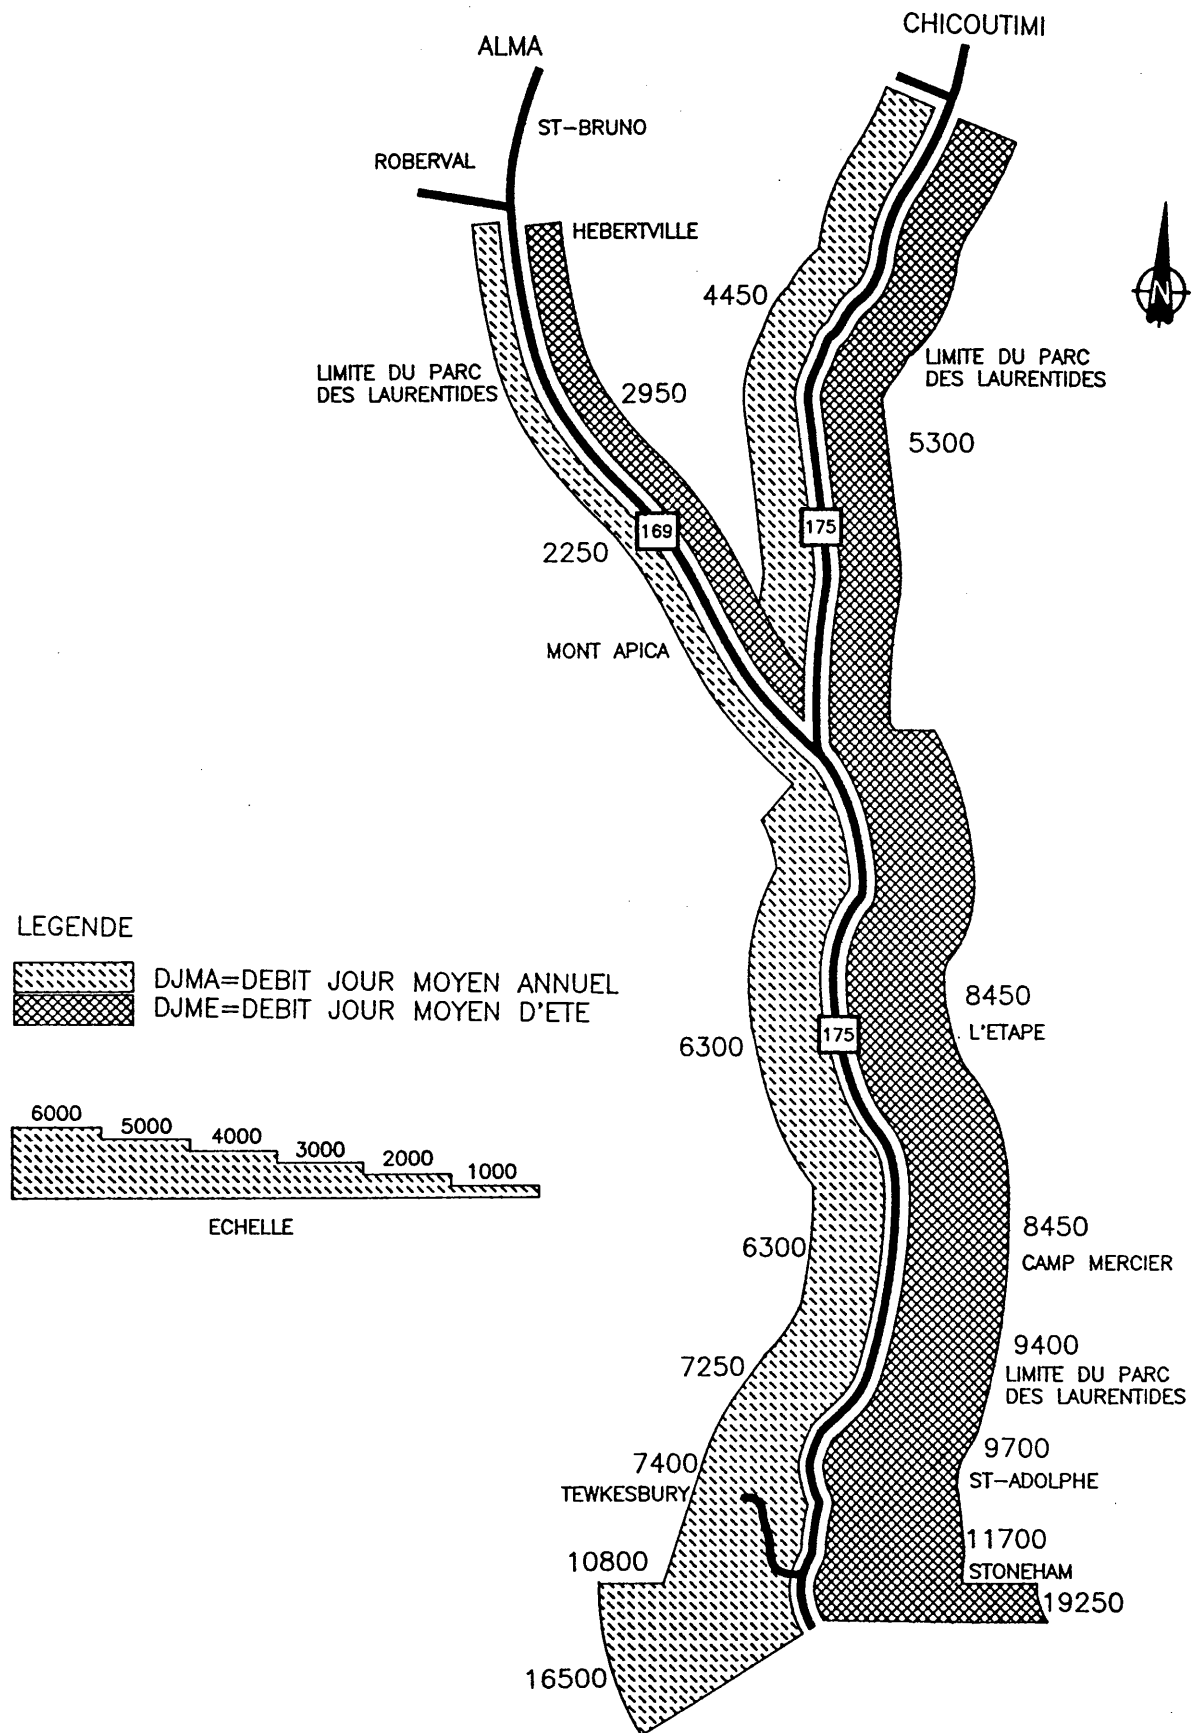 CHICOUTIMI
ALMA
ST-BRUNO
ROBERVAL
HEBERTVILLE
4450
N
LIMITE DU PARC
DES LAURENTIDES
LIMITE DU PARC
DES LAURENTIDES
2950
5300
169
175
2250
MONT APICA
LEGENDE
DJMA=DEBIT JOUR MOYEN ANNUEL
DJME=DEBIT JOUR MOYEN D'ETE
8450
L'ETAPE
175
6300
6000
5000
4000
3000
2000
1000
ECHELLE
6300
8450
CAMP MERCIER
7250
9400
LIMITE DU PARC
DES LAURENTIDES
7400
TEWKESBURY
9700
ST-ADOLPHE
10800
11700
STONEHAM
19250
16500